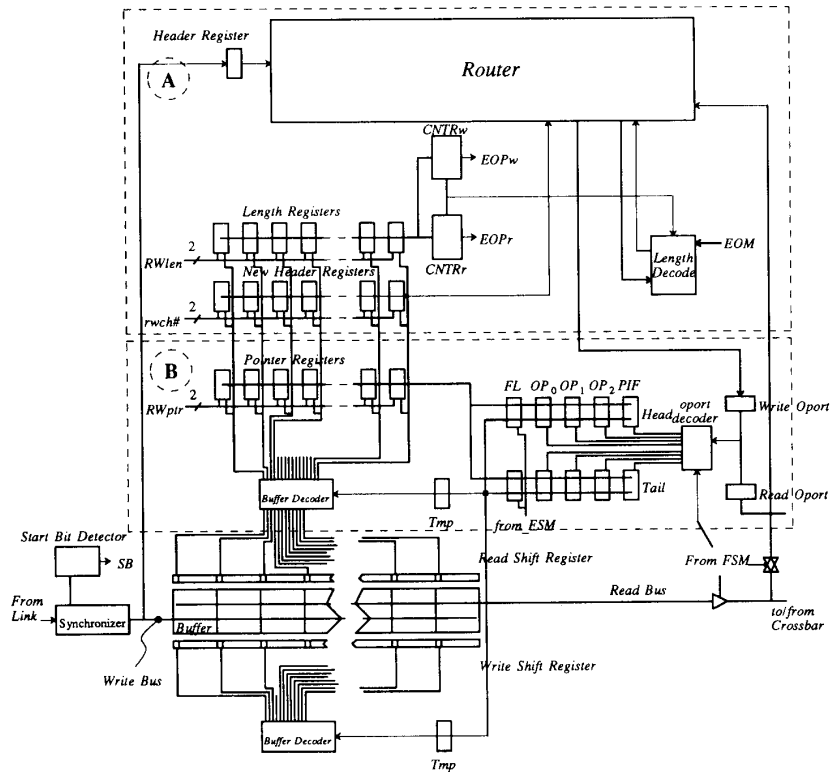 Header Register
A
Router
CNTRw
EOPw
Length Registers
EOPr
CNTRr
EOM
Length
Decode
2
RWlen
New Header Registers
2
rwch#
B
Pointer Registers
2
RWptr
FL OP0 OP1 OP2 PIF
Head
oport
decoder
Write Oport
Buffer Decoder
Tmp
Tail
Read Oport
from FSM
Start Bit Detector
SB
Read Shift Register
From FSM
From
Link
Synchronizer
Buffer
Read Bus
to/from
Crossbar
Write Bus
Write Shift Register
Buffer Decoder
Tmp